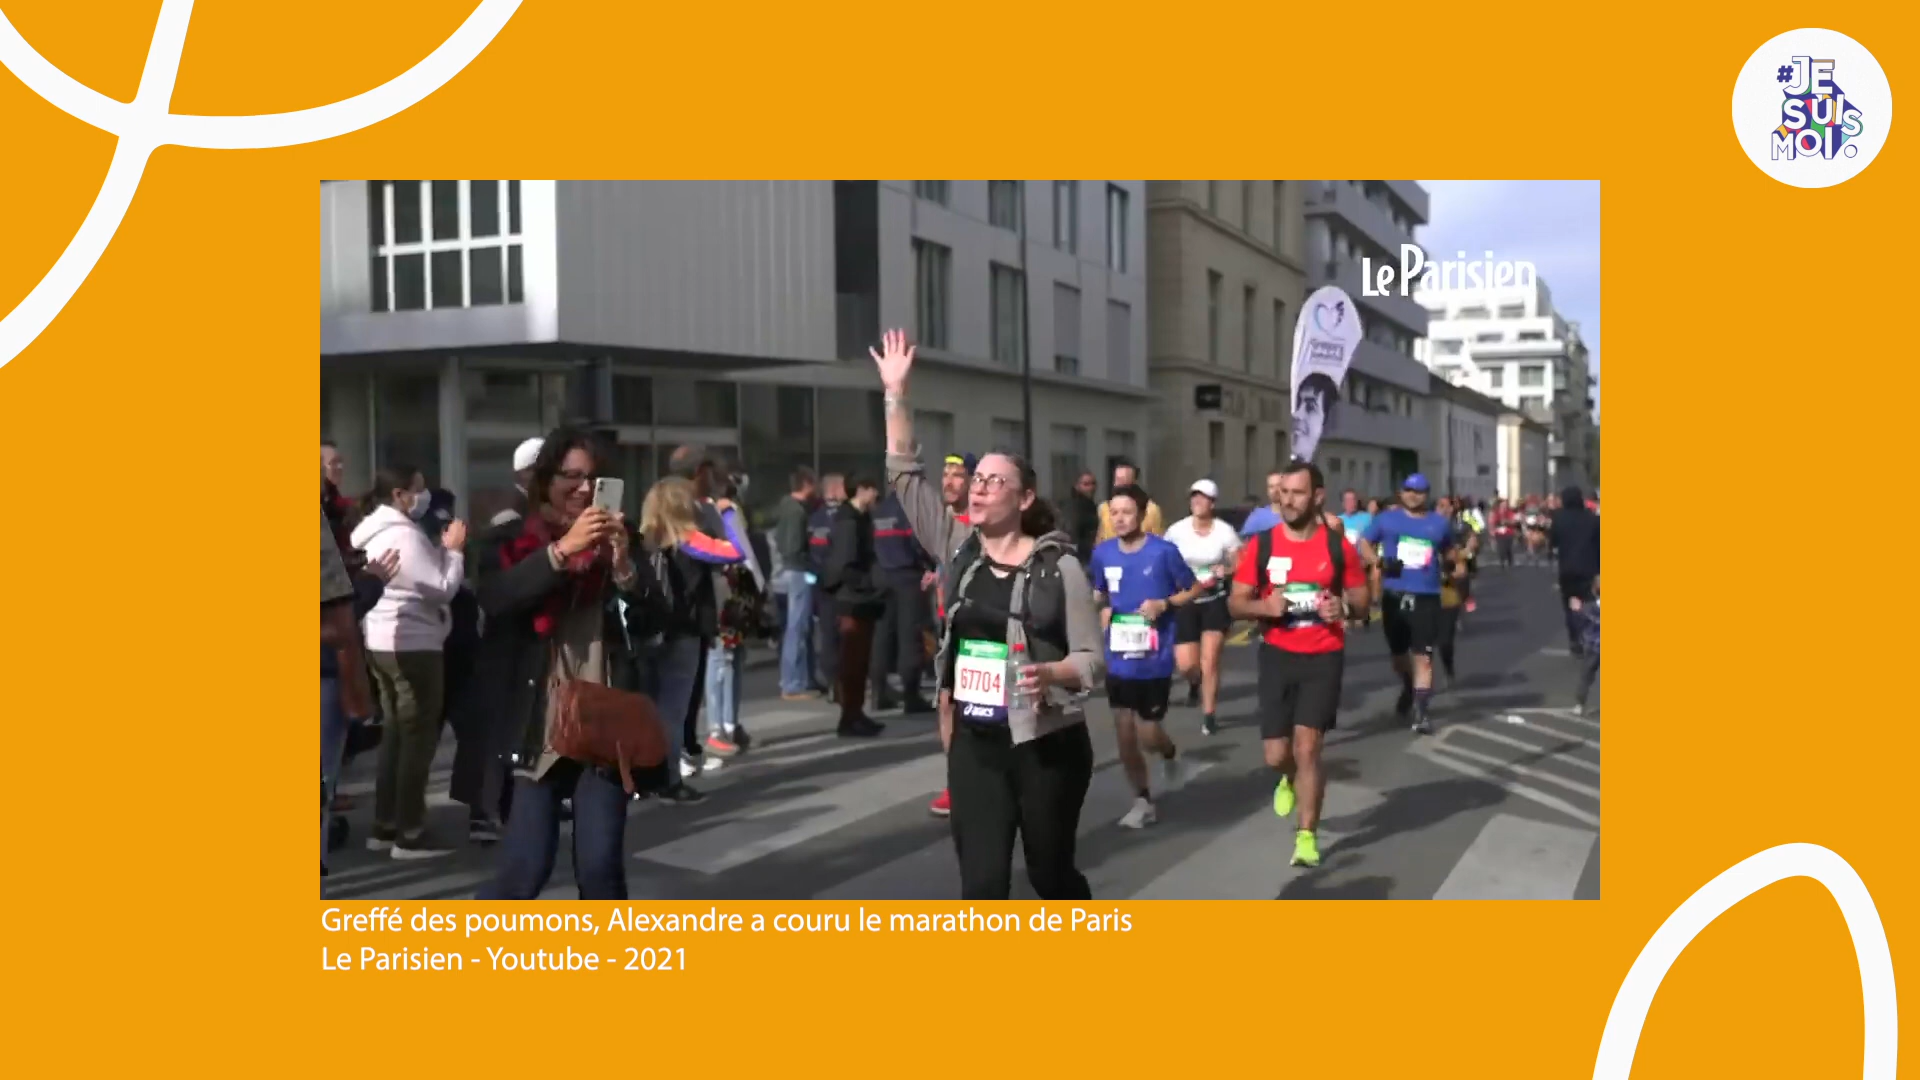 #JE
SUIS
MOI.
Le Parisien
67704
asics
Greffé des poumons, Alexandre a couru le marathon de Paris
Le Parisien - Youtube - 2021